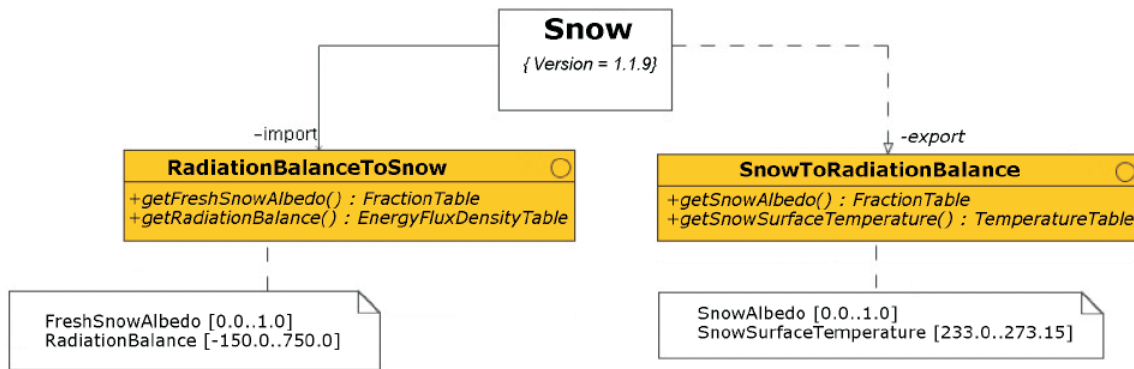 Snow
{ Version = 1.1.9}
-import
-export
RadiationBalanceToSnow
+getFreshSnowAlbedo() : FractionTable
+getRadiationBalance() : EnergyFluxDensityTable
SnowToRadiationBalance
+getSnowAlbedo() : FractionTable
+getSnowSurfaceTemperature() : TemperatureTable
FreshSnowAlbedo [0.0..1.0]
RadiationBalance [-150.0..750.0]
SnowAlbedo [0.0..1.0]
SnowSurfaceTemperature [233.0..273.15]